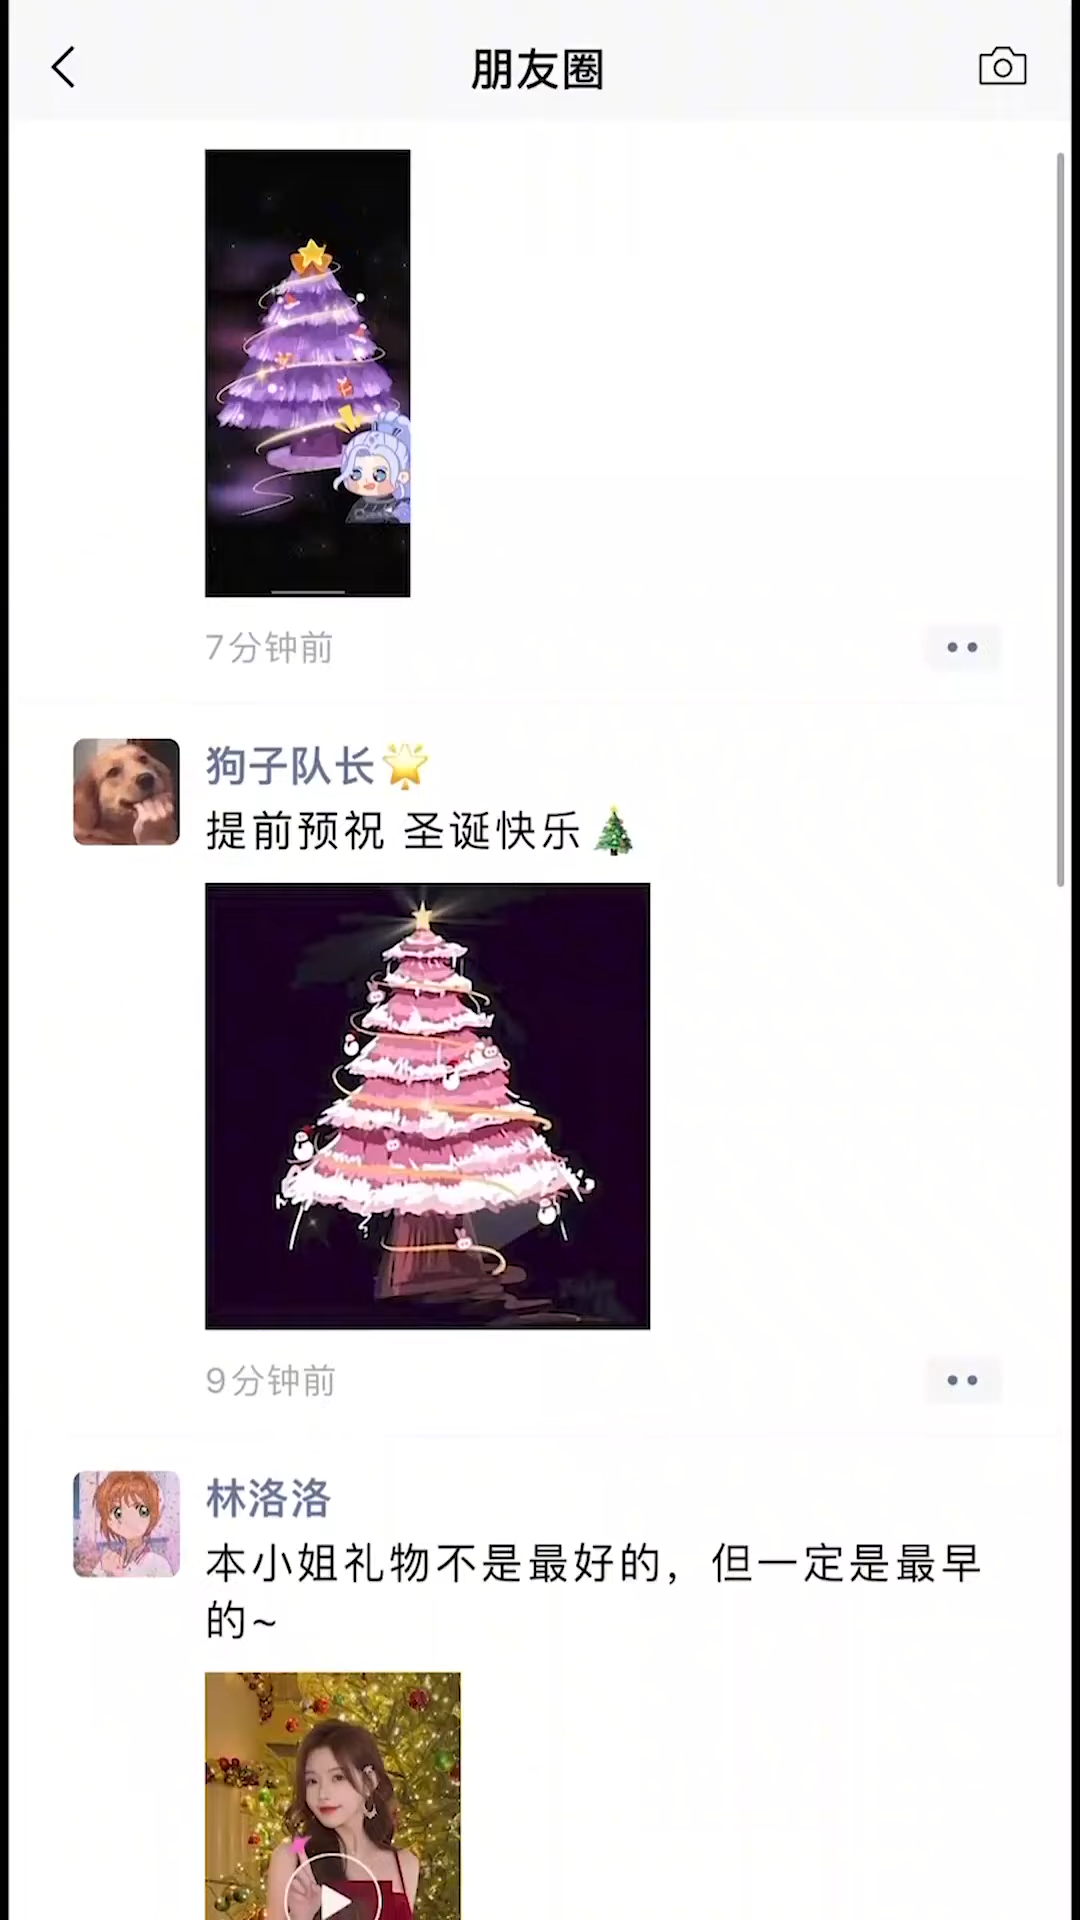 朋友圈
7分钟前
狗子队长🌟
提前预祝 圣诞快乐🎄
9分钟前
林洛洛
本小姐礼物不是最好的，但一定是最早
的~